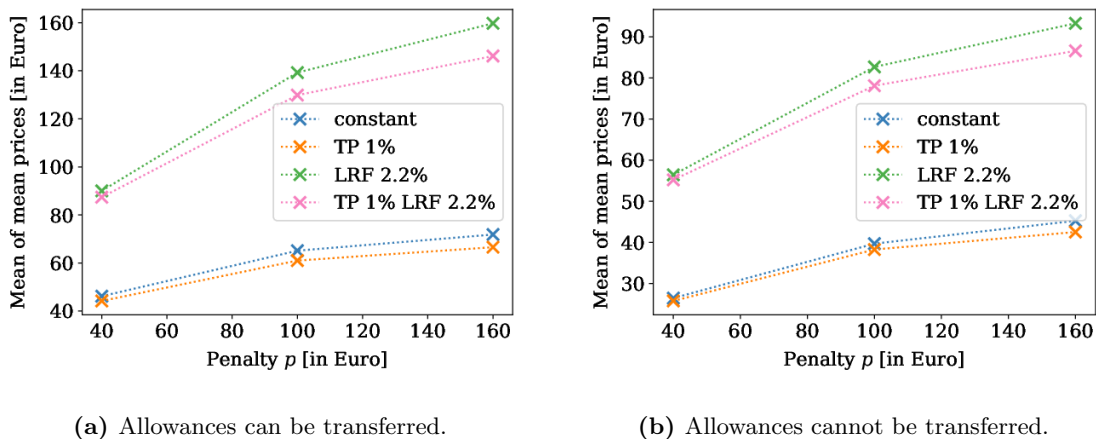 Mean of mean prices [in Euro]
160
140
120
100
80
60
40
constant
TP 1%
LRF 2.2%
TP 1% LRF 2.2%
40 60 80 100 120 140 160
Penalty p [in Euro]
(a) Allowances can be transferred.
Mean of mean prices [in Euro]
90
80
70
60
50
40
30
constant
TP 1%
LRF 2.2%
TP 1% LRF 2.2%
40 60 80 100 120 140 160
Penalty p [in Euro]
(b) Allowances cannot be transferred.